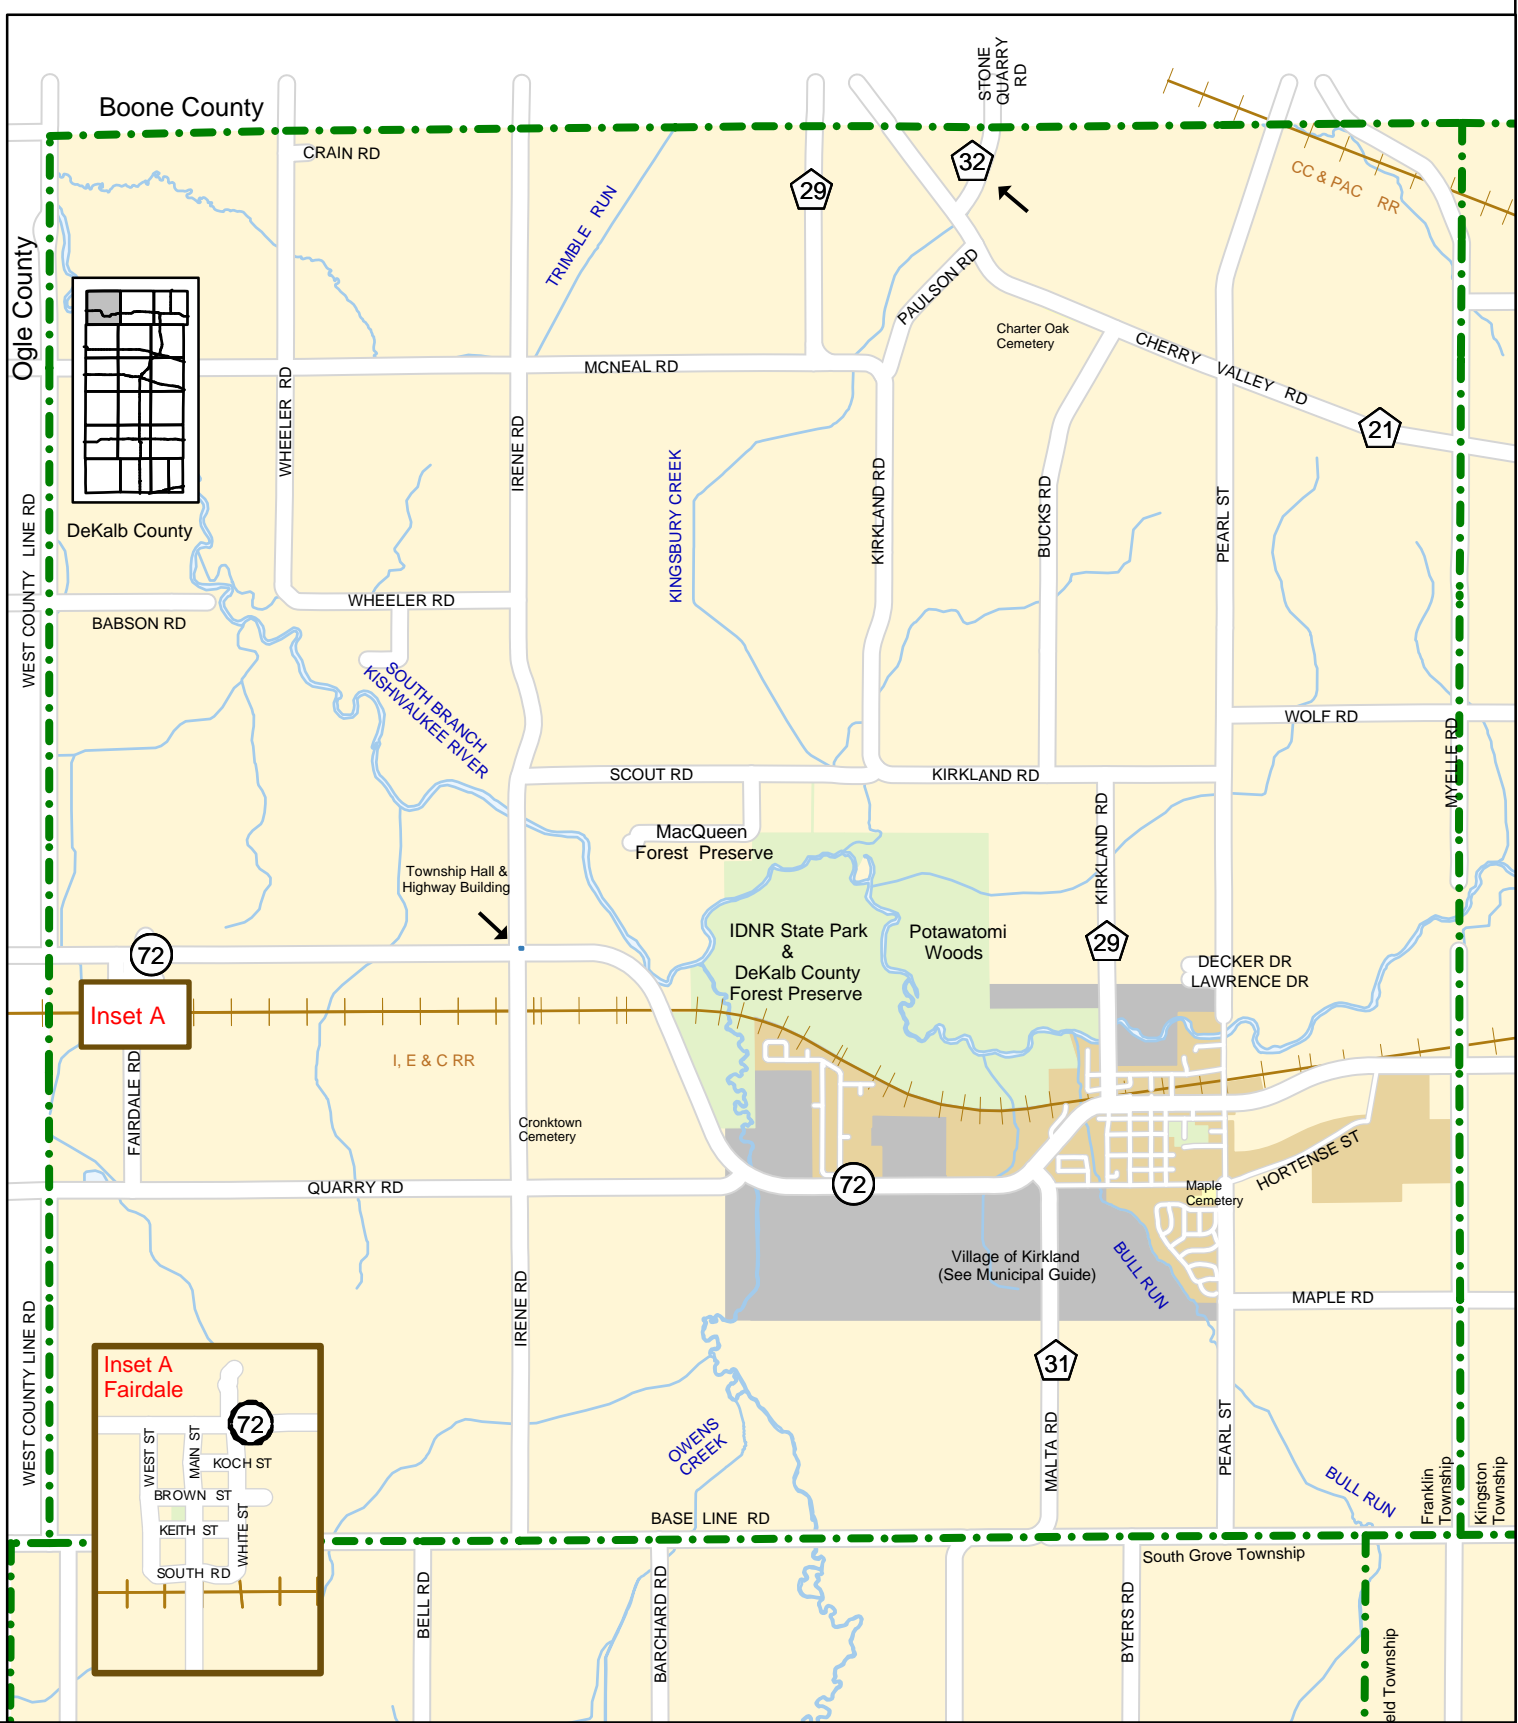 STONE
QUARRY
RD
Boone County
CRAIN RD
32
CC & PAC RR
29
TRIMBLE RUN
Ogle County
PAULSON RD
Charter Oak
Cemetery
CHERRY VALLEY RD
MCNEAL RD
WHEELER RD
IRENE RD
21
KINGSBURY CREEK
KIRKLAND RD
BUCKS RD
PEARL ST
DeKalb County
WEST COUNTY LINE RD
WHEELER RD
BABSON RD
SOUTH BRANCH
KISHWAUKEE RIVER
WOLF RD
MYELLE RD
SCOUT RD
KIRKLAND RD
KIRKLAND RD
MacQueen
Forest Preserve
Township Hall &
Highway Building
IDNR State Park
&
DeKalb County
Forest Preserve
Potawatomi
Woods
29
72
DECKER DR
LAWRENCE DR
Inset A
I, E & C RR
FAIRDALE RD
Cronktown
Cemetery
HORTENSE ST
QUARRY RD
72
Maple
Cemetery
Village of Kirkland
(See Municipal Guide)
BULL RUN
IRENE RD
MAPLE RD
WEST COUNTY LINE RD
31
Inset A
Fairdale
72
WEST ST
MAIN ST
KOCH ST
BROWN ST
KEITH ST
WHITE ST
SOUTH RD
OWENS
CREEK
MALTA RD
PEARL ST
BULL RUN
Franklin
Township
Kingston
Township
BASE LINE RD
South Grove Township
BELL RD
BARCHARD RD
BYERS RD
eld Township